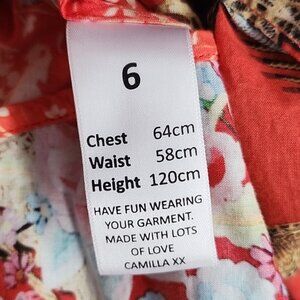 6
Chest 64cm
Waist 58cm
Height 120cm
HAVE FUN WEARING
YOUR GARMENT.
MADE WITH LOTS
OF LOVE
CAMILLA XX